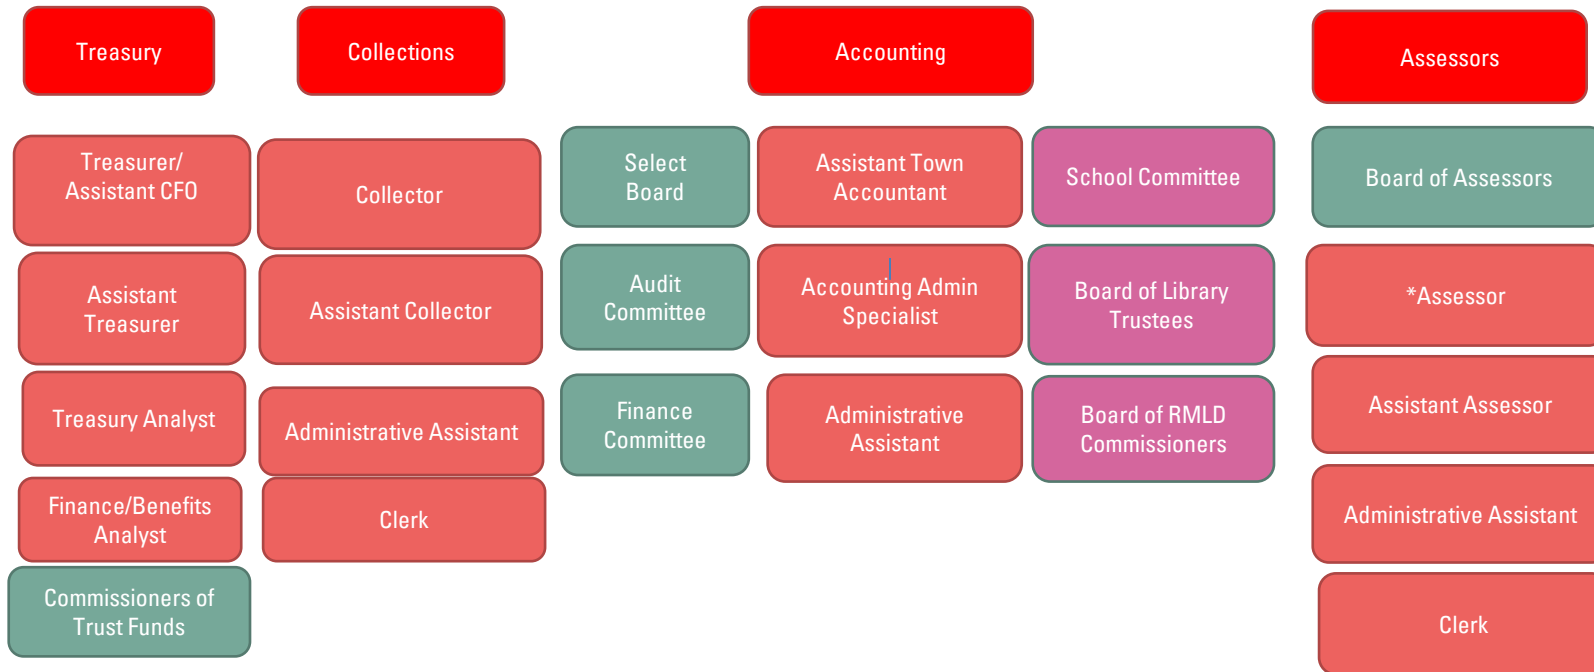 Treasury
Collections
Accounting
Assessors
Treasurer/
Assistant CFO
Assistant
Treasurer
Treasury Analyst
Finance/Benefits
Analyst
Commissioners of
Trust Funds
Collector
Assistant Collector
Administrative Assistant
Clerk
Select
Board
Audit
Committee
Finance
Committee
Assistant Town
Accountant
Accounting Admin
Specialist
Administrative
Assistant
School Committee
Board of Library
Trustees
Board of RMLD
Commissioners
Board of Assessors
*Assessor
Assistant Assessor
Administrative Assistant
Clerk